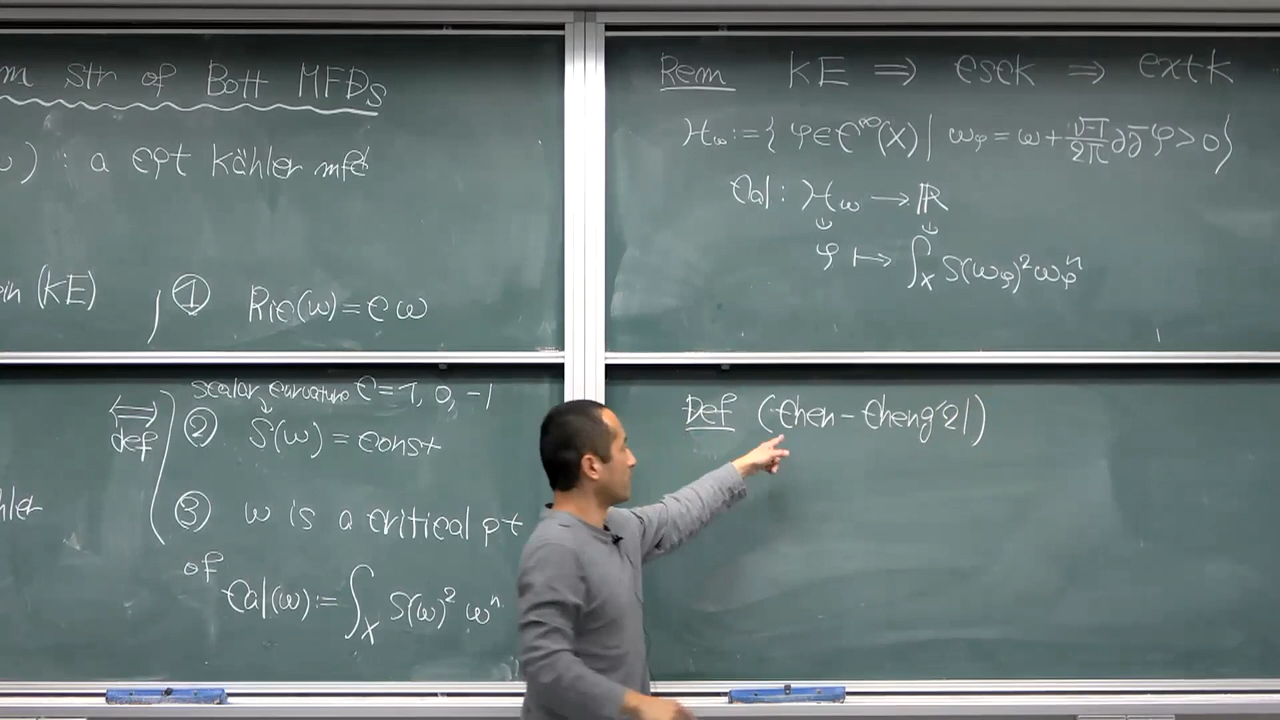 m str of Bott MFDs
ω) : a cpt Kähler mfd
ein (KE)
① Ric(ω) = c ω
scalar curvature c = 1, 0, -1
⟺ def
② S(ω) = const
hler
③ ω is a critical pt
of
Cal(ω) := ∫_X S(ω)² ωⁿ
Rem KE ⇒ cscK ⇒ extK
H_ω := { φ ∈ C^∞(X) | ω_φ = ω + √-1/2π ∂∂̄φ > 0 }
Cal : H_ω → ℝ
φ ↦ ∫_X S(ω_φ)² ω_φⁿ
Def (Chen - Cheng '21)